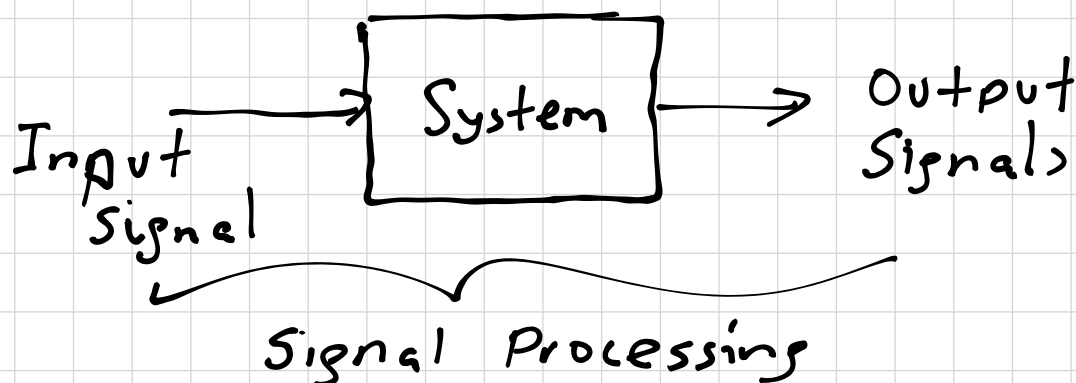 Input
Signal
System
Output
Signals
Signal Processing